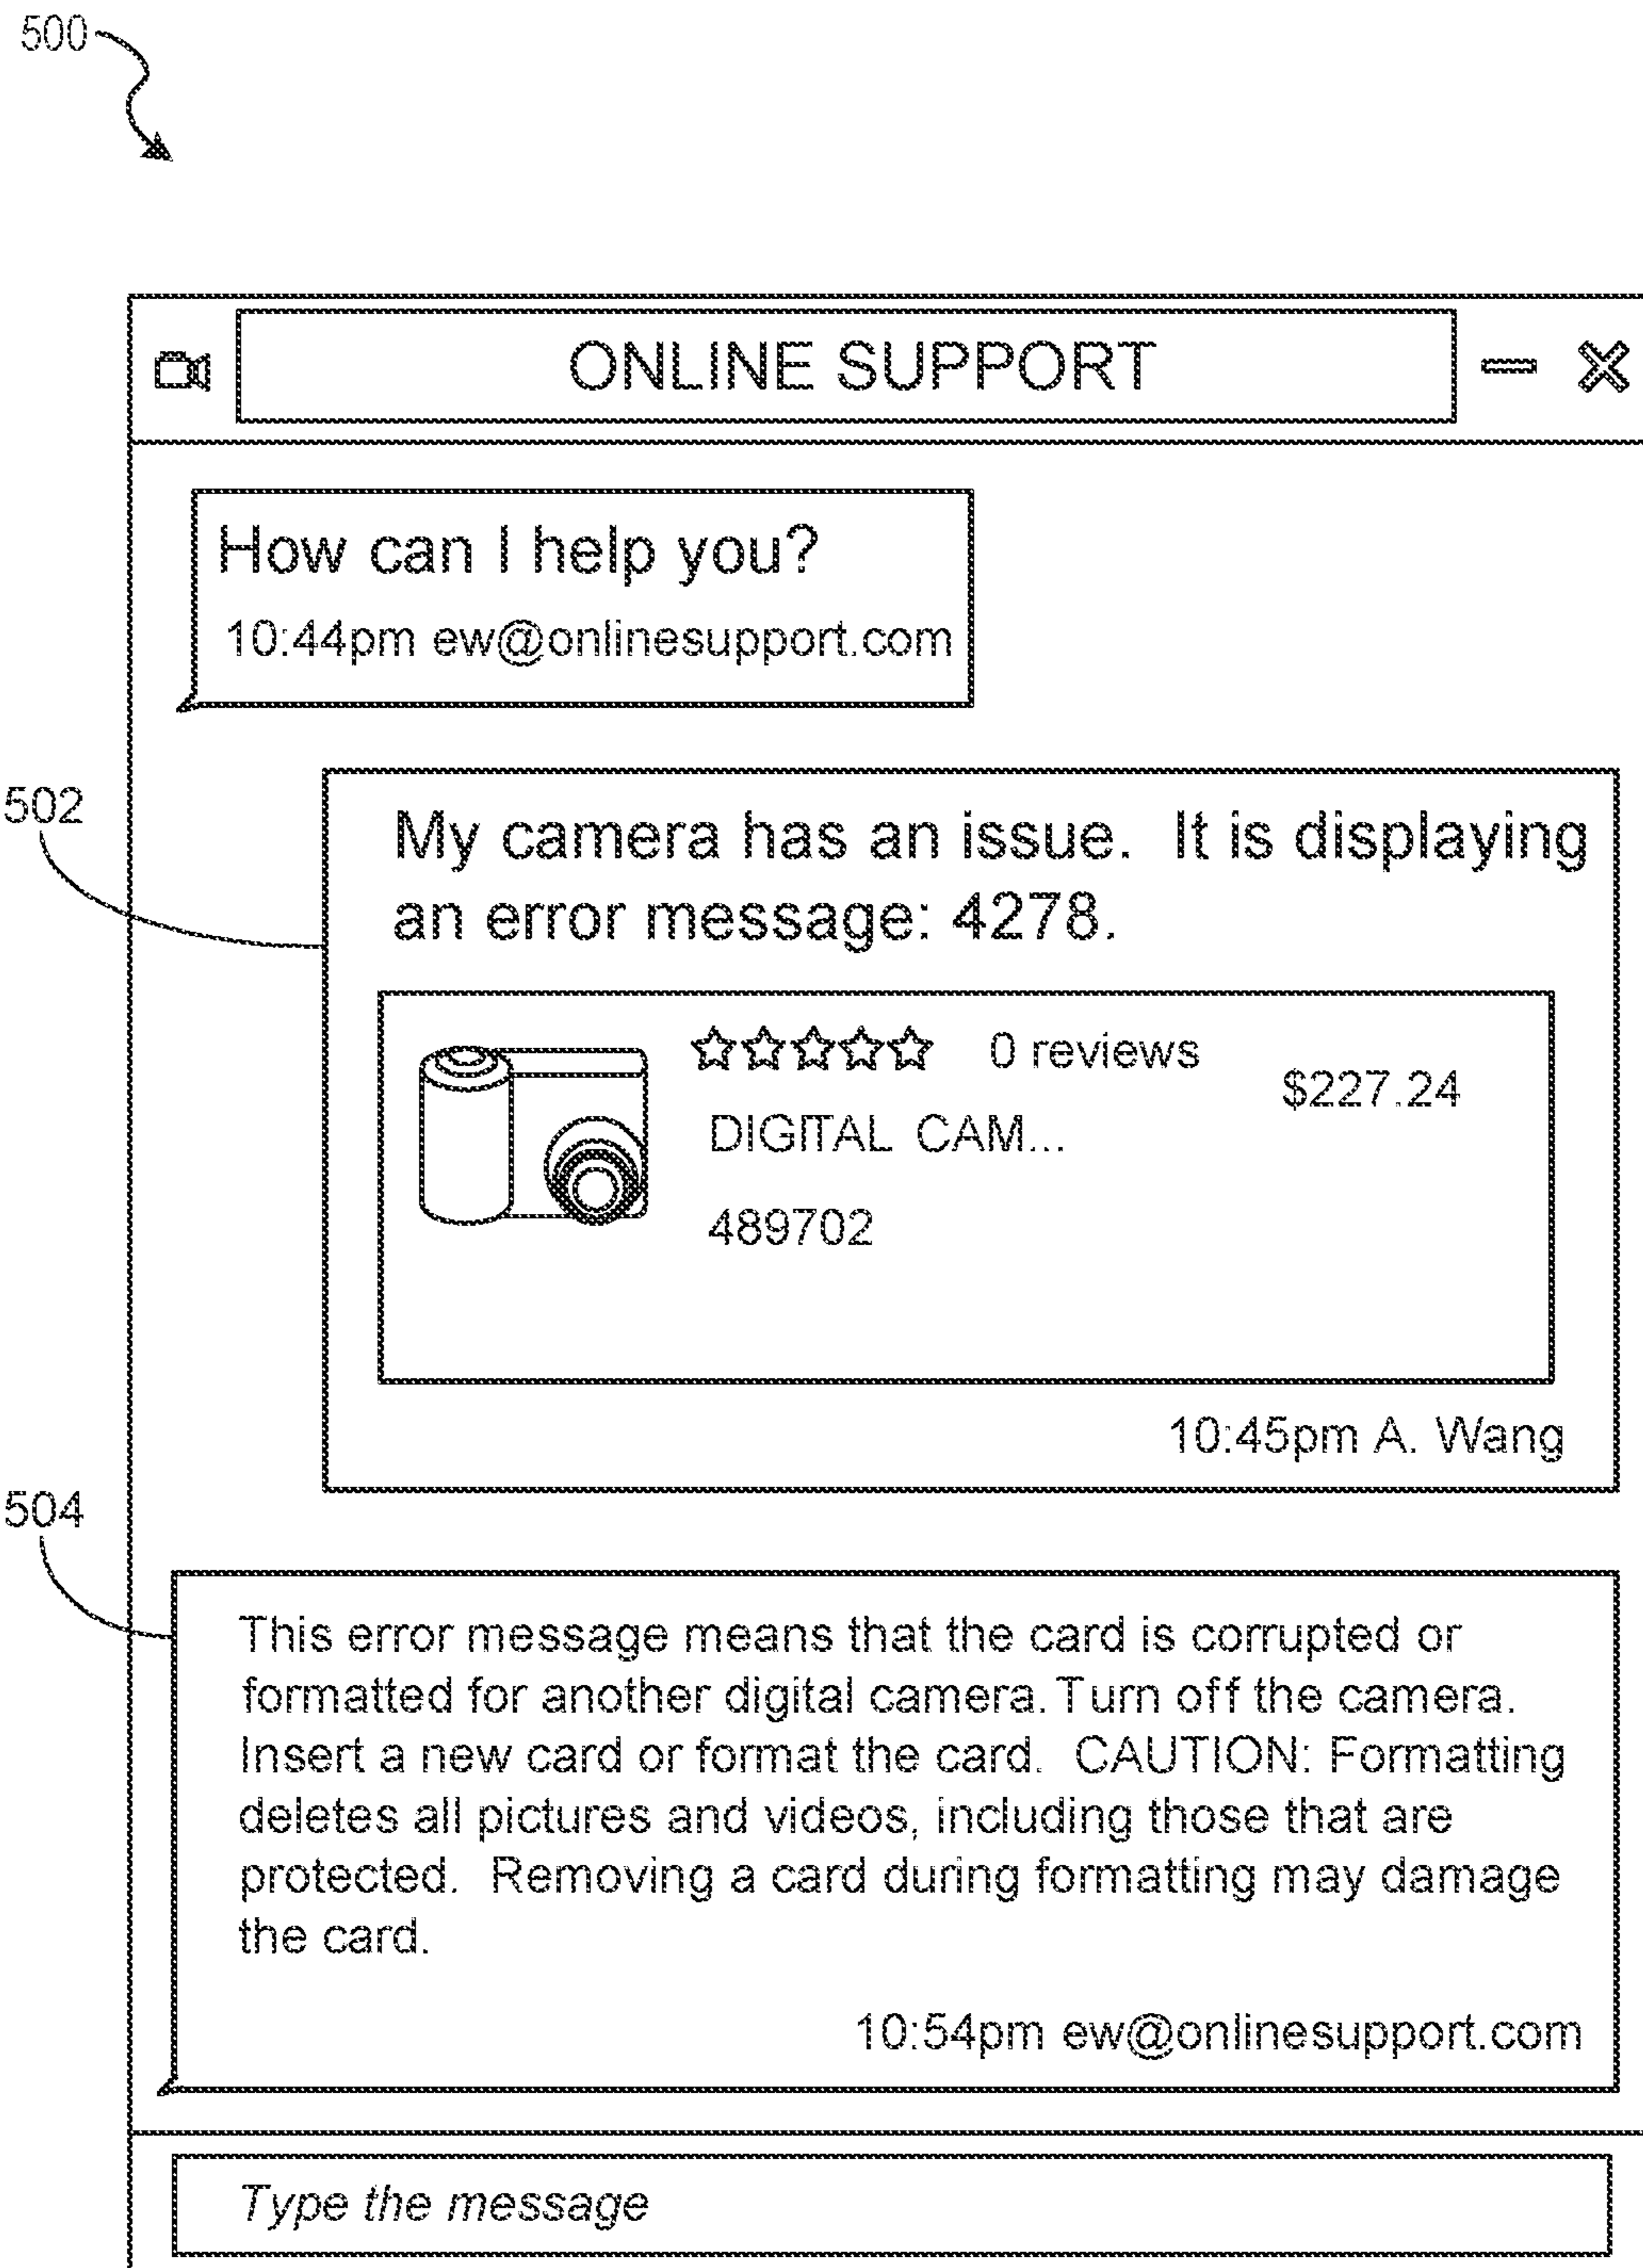 500
ONLINE SUPPORT
How can I help you?
10:44pm ew@onlinesupport.com
502
My camera has an issue. It is displaying
an error message: 4278.
0 reviews
$227.24
DIGITAL CAM...
489702
10:45pm A. Wang
504
This error message means that the card is corrupted or
formatted for another digital camera. Turn off the camera.
Insert a new card or format the card. CAUTION: Formatting
deletes all pictures and videos, including those that are
protected. Removing a card during formatting may damage
the card.
10:54pm ew@onlinesupport.com
Type the message